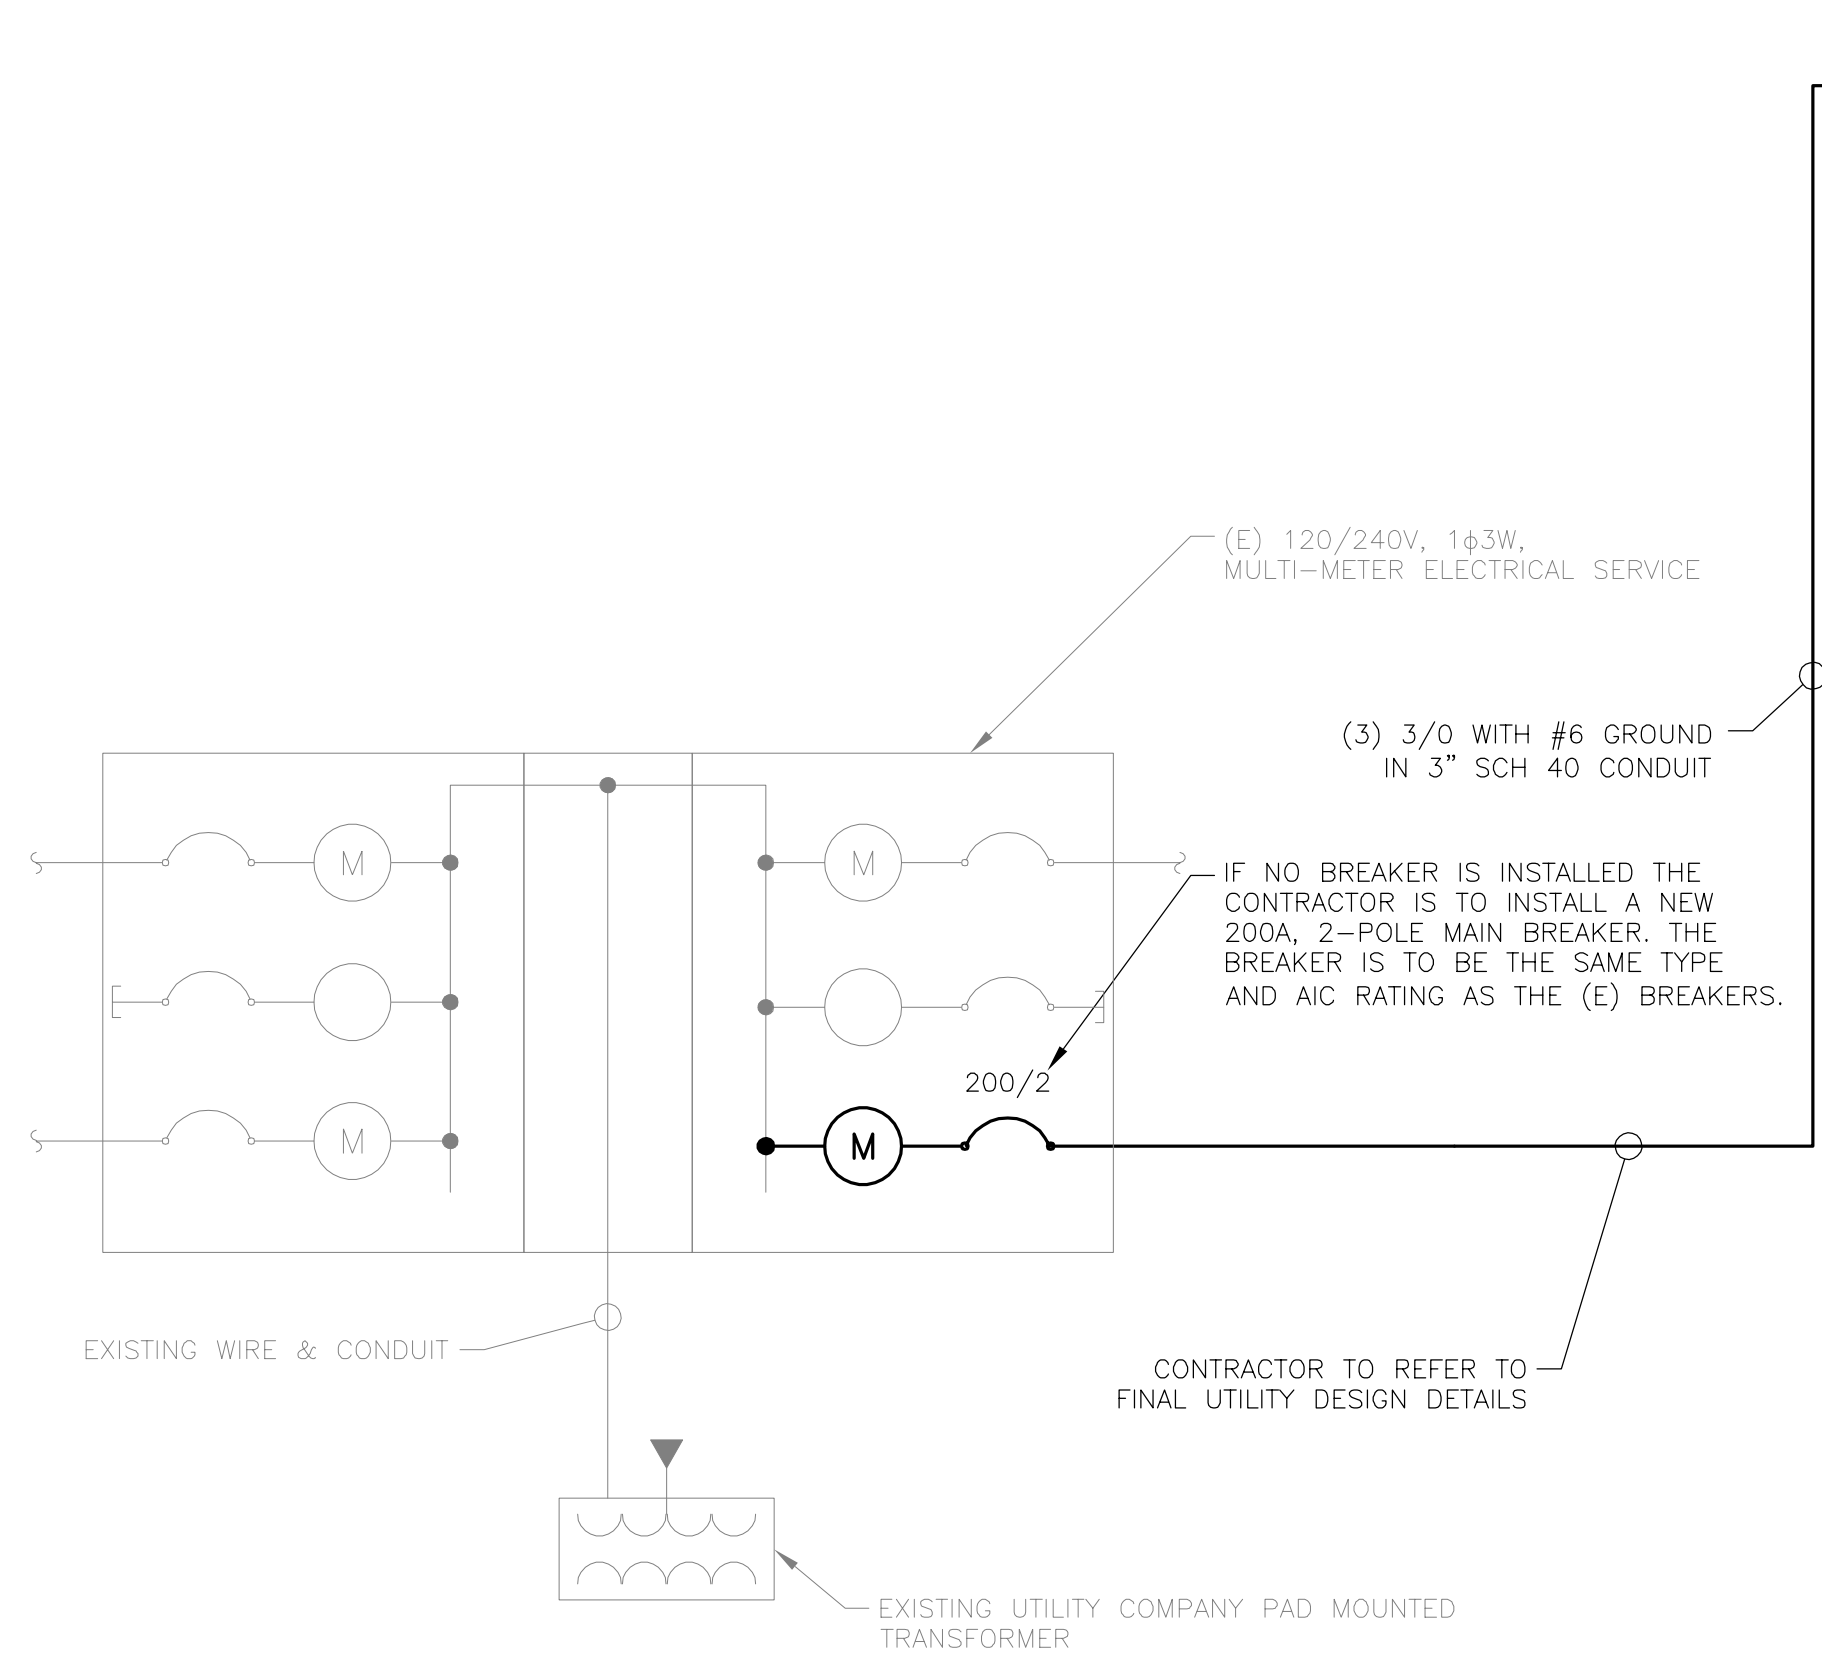 (E) 120/240V, 1ϕ3W,
MULTI-METER ELECTRICAL SERVICE
(3) 3/0 WITH #6 GROUND
IN 3" SCH 40 CONDUIT
M
M
IF NO BREAKER IS INSTALLED THE
CONTRACTOR IS TO INSTALL A NEW
200A, 2-POLE MAIN BREAKER. THE
BREAKER IS TO BE THE SAME TYPE
AND AIC RATING AS THE (E) BREAKERS.
200/2
M
M
EXISTING WIRE & CONDUIT
CONTRACTOR TO REFER TO
FINAL UTILITY DESIGN DETAILS
EXISTING UTILITY COMPANY PAD MOUNTED
TRANSFORMER